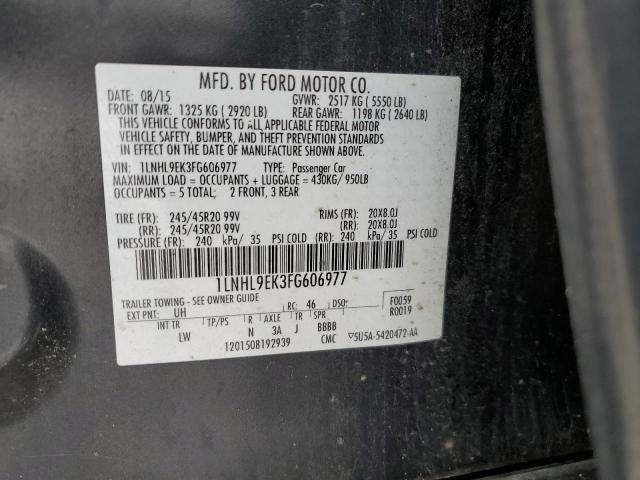 MFD. BY FORD MOTOR CO.
DATE: 08/15 GVWR: 2517 KG ( 5550 LB)
FRONT GAWR: 1325 KG ( 2920 LB) REAR GAWR: 1198 KG ( 2640 LB)
THIS VEHICLE CONFORMS TO ALL APPLICABLE FEDERAL MOTOR
VEHICLE SAFETY, BUMPER, AND THEFT PREVENTION STANDARDS
IN EFFECT ON THE DATE OF MANUFACTURE SHOWN ABOVE.
VIN: 1LNHL9EK3FG606977 TYPE: Passenger Car
MAXIMUM LOAD = OCCUPANTS + LUGGAGE = 430KG/ 950LB
OCCUPANTS = 5 TOTAL; 2 FRONT, 3 REAR
TIRE (FR): 245/45R20 99V RIMS (FR): 20X8.0J
(RR): 245/45R20 99V (RR): 20X8.0J
PRESSURE (FR): 240 kPa/ 35 PSI COLD (RR): 240 kPa/ 35 PSI COLD
1LNHL9EK3FG606977
TRAILER TOWING - SEE OWNER GUIDE
EXT PNT: UH RC: 46 DSO: F0059
R0019
INT TR TP/PS R AXLE TR SPR
LW N 3A J BBBB
1201508192939 CMC ▽5U5A-5420472-AA